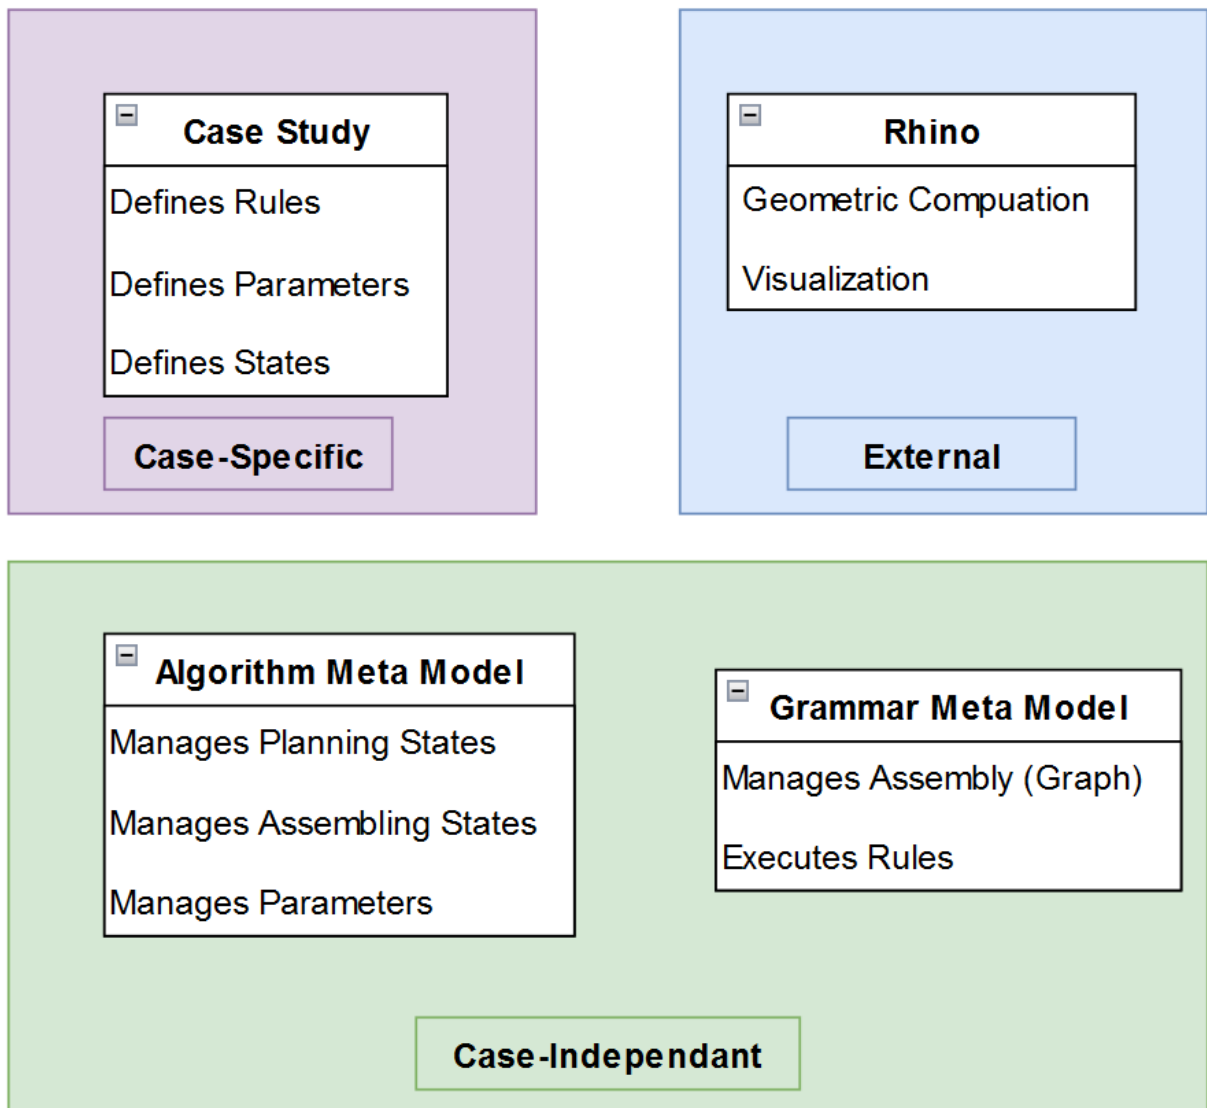 Case Study
Defines Rules
Defines Parameters
Defines States
Case-Specific
Rhino
Geometric Compuation
Visualization
External
Algorithm Meta Model
Manages Planning States
Manages Assembling States
Manages Parameters
Grammar Meta Model
Manages Assembly (Graph)
Executes Rules
Case-Independant